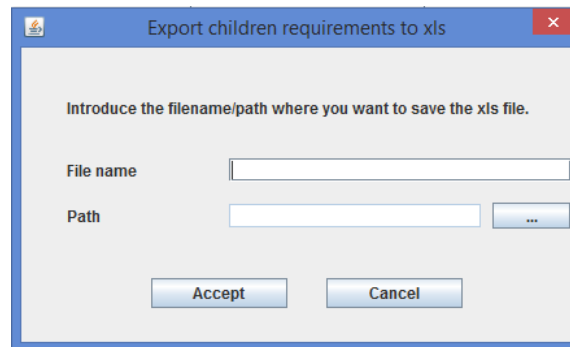 Export children requirements to xls
Introduce the filename/path where you want to save the xls file.
File name
Path
...
Accept Cancel